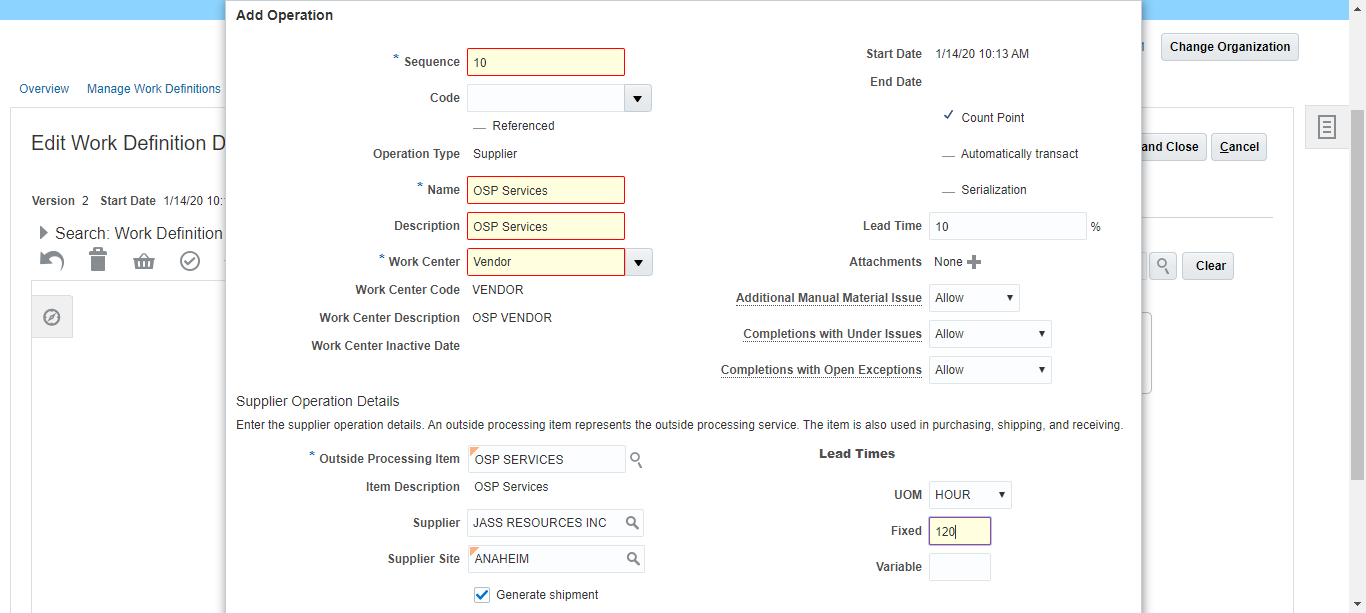 Add Operation
* Sequence 10
Code
Referenced
Operation Type Supplier
* Name OSP Services
Description OSP Services
* Work Center Vendor
Work Center Code VENDOR
Work Center Description OSP VENDOR
Work Center Inactive Date
Start Date 1/14/20 10:13 AM
End Date
Count Point
Automatically transact
Serialization
Lead Time 10 %
Attachments None
Additional Manual Material Issue Allow
Completions with Under Issues Allow
Completions with Open Exceptions Allow
Supplier Operation Details
Enter the supplier operation details. An outside processing item represents the outside processing service. The item is also used in purchasing, shipping, and receiving.
* Outside Processing Item OSP SERVICES
Item Description OSP Services
Supplier JASS RESOURCES INC
Supplier Site ANAHEIM
Generate shipment
Lead Times
UOM HOUR
Fixed 120
Variable
Change Organization
Overview Manage Work Definitions
Edit Work Definition D
and Close Cancel
Version 2 Start Date 1/14/20 10:
Search: Work Definition
Clear